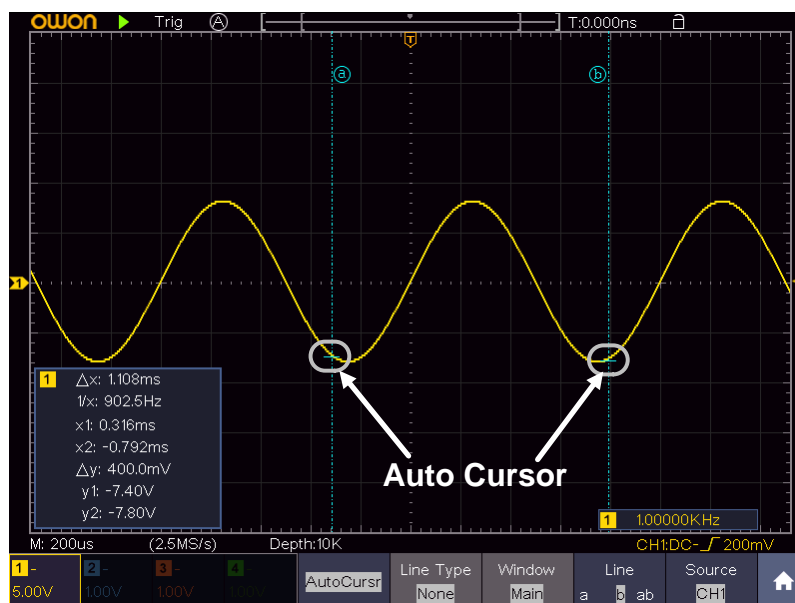 owon Trig A T:0.000ns
T
a b
1
1 Δx: 1.108ms
1/x: 902.5Hz
x1: 0.316ms
x2: -0.792ms
Δy: 400.0mV
y1: -7.40V
y2: -7.80V
Auto Cursor
1 1.00000KHz
M: 200us (2.5MS/s) Depth:10K CH1:DC- 200mV
1 - 2 - 3 - 4 -
5.00V 1.00V 1.00V 1.00V
AutoCursr
Line Type
None
Window
Main
Line
a b ab
Source
CH1